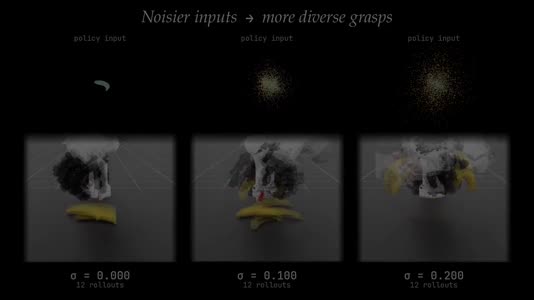 Noisier inputs → more diverse grasps
policy input
policy input
policy input
σ = 0.000
12 rollouts
σ = 0.100
12 rollouts
σ = 0.200
12 rollouts